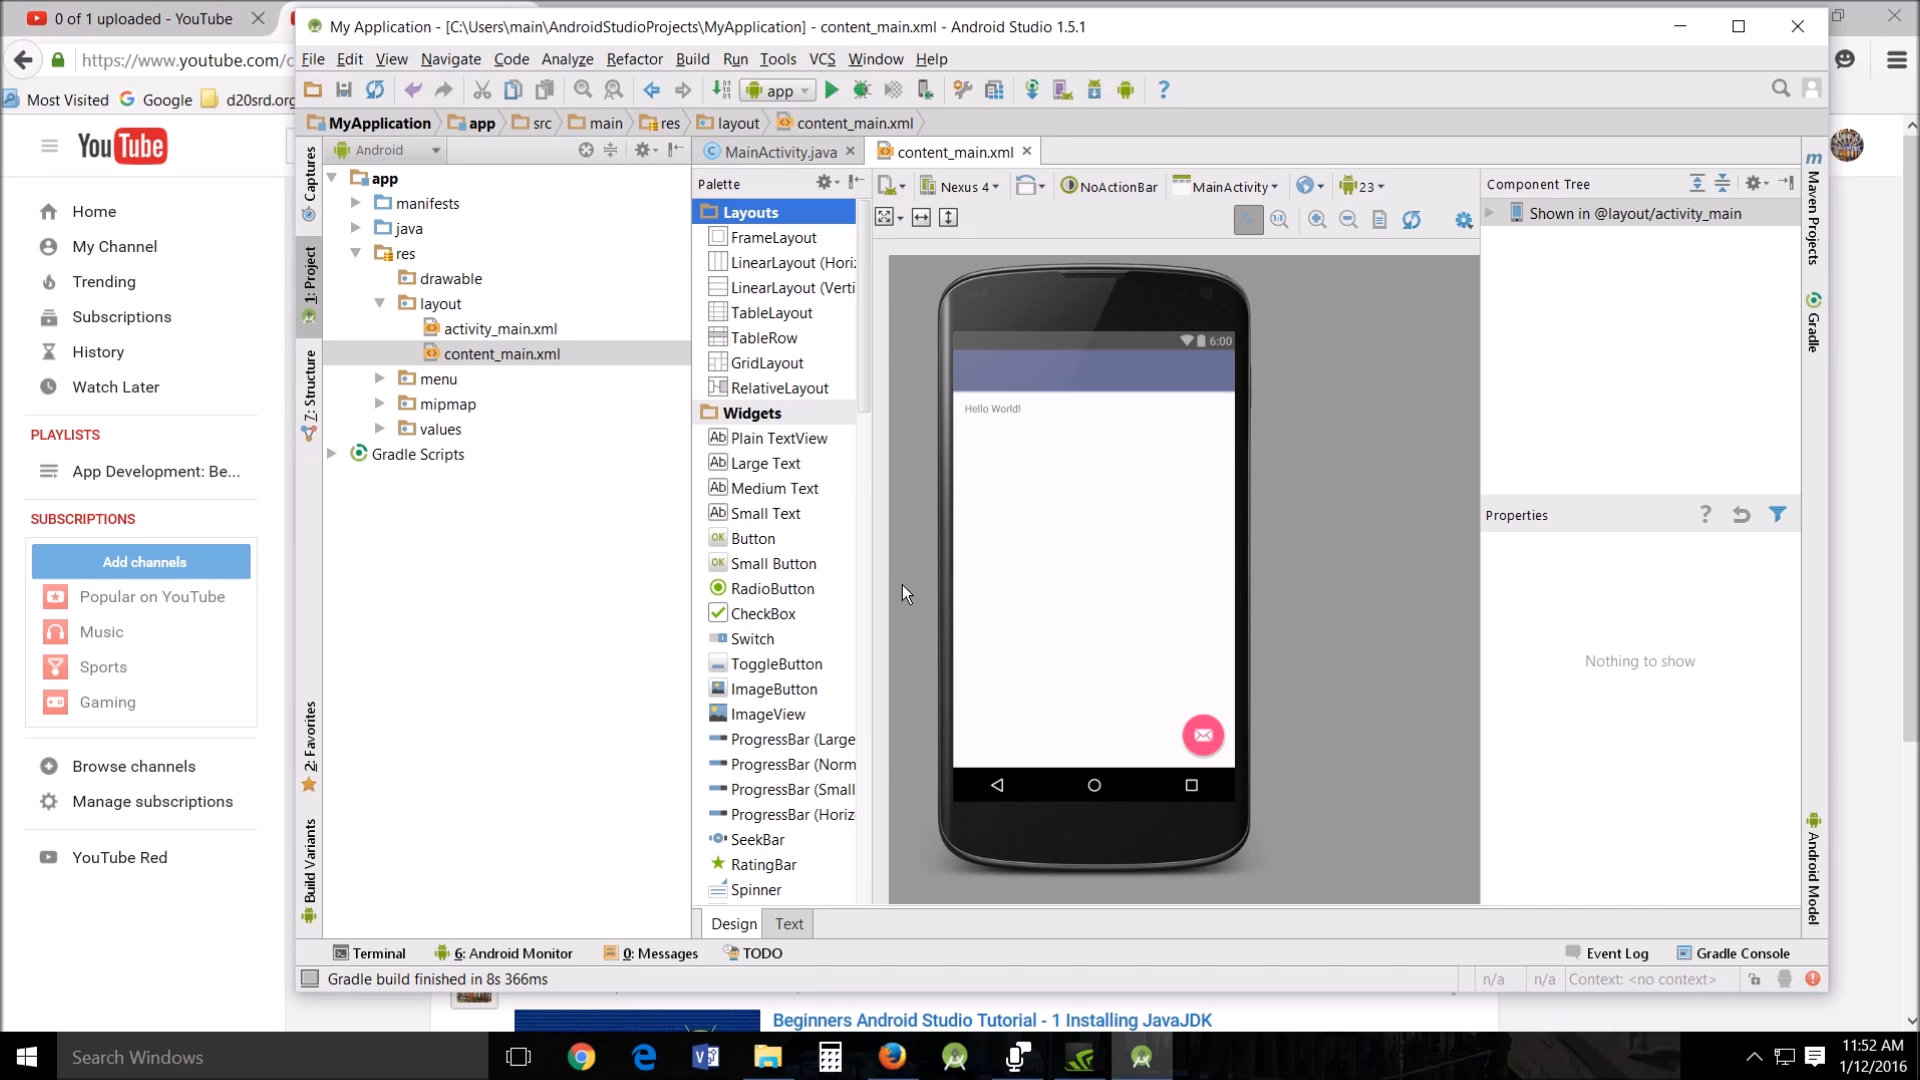 0 of 1 uploaded - YouTube
https://www.youtube.com/
Most Visited
Google
d20srd.org
YouTube
Home
My Channel
Trending
Subscriptions
History
Watch Later
PLAYLISTS
App Development: Be...
SUBSCRIPTIONS
Add channels
Popular on YouTube
Music
Sports
Gaming
Browse channels
Manage subscriptions
YouTube Red
My Application - [C:\Users\main\AndroidStudioProjects\MyApplication] - content_main.xml - Android Studio 1.5.1
File Edit View Navigate Code Analyze Refactor Build Run Tools VCS Window Help
app
MyApplication app src main res layout content_main.xml
Captures
1: Project
7: Structure
2: Favorites
Build Variants
Android
app
manifests
java
res
drawable
layout
activity_main.xml
content_main.xml
menu
mipmap
values
Gradle Scripts
MainActivity.java
content_main.xml
Palette
Layouts
FrameLayout
LinearLayout (Hori
LinearLayout (Verti
TableLayout
TableRow
GridLayout
RelativeLayout
Widgets
Ab Plain TextView
Ab Large Text
Ab Medium Text
Ab Small Text
OK Button
OK Small Button
RadioButton
CheckBox
Switch
ToggleButton
ImageButton
ImageView
ProgressBar (Large
ProgressBar (Norm
ProgressBar (Small
ProgressBar (Horiz
SeekBar
RatingBar
Spinner
Nexus 4
NoActionBar
MainActivity
23
6:00
Hello World!
Component Tree
Shown in @layout/activity_main
Properties
Nothing to show
Maven Projects
Gradle
Android Model
Design Text
Terminal
6: Android Monitor
0: Messages
TODO
Event Log
Gradle Console
Gradle build finished in 8s 366ms
n/a
n/a
Context: <no context>
Beginners Android Studio Tutorial - 1 Installing JavaJDK
Search Windows
11:52 AM
1/12/2016